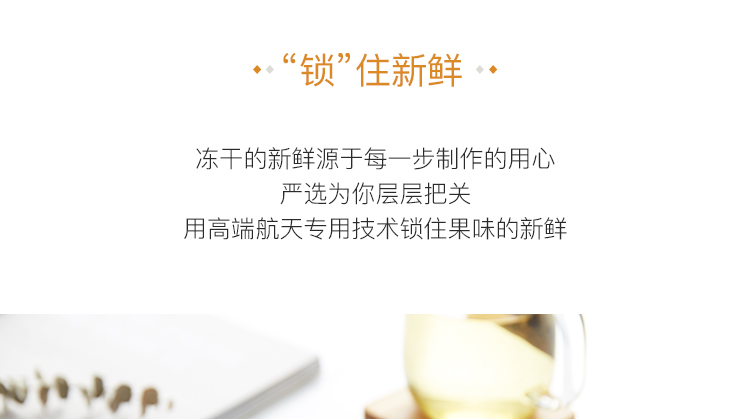 “锁”住新鲜
冻干的新鲜源于每一步制作的用心
严选为你层层把关
用高端航天专用技术锁住果味的新鲜